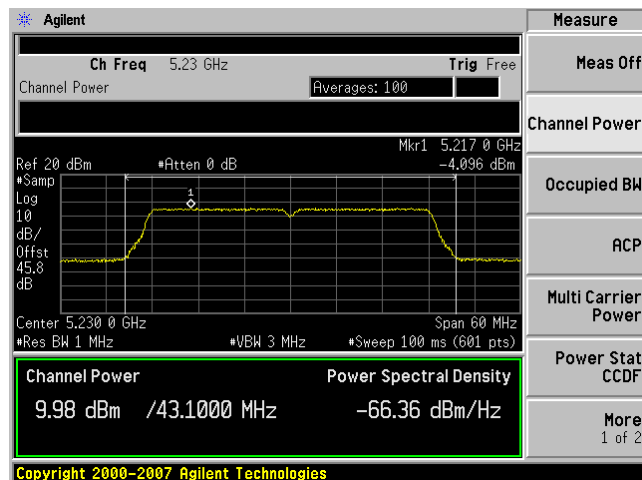 Agilent
Measure
Ch Freq 5.23 GHz Trig Free
Channel Power Averages: 100
Mkr1 5.217 0 GHz
Ref 20 dBm #Atten 0 dB -4.096 dBm
#Samp
Log
10
dB/
Offst
45.8
dB
1
Center 5.230 0 GHz Span 60 MHz
#Res BW 1 MHz #VBW 3 MHz #Sweep 100 ms (601 pts)
Channel Power Power Spectral Density
9.98 dBm /43.1000 MHz -66.36 dBm/Hz
Copyright 2000-2007 Agilent Technologies
Meas Off
Channel Power
Occupied BW
ACP
Multi Carrier
Power
Power Stat
CCDF
More
1 of 2